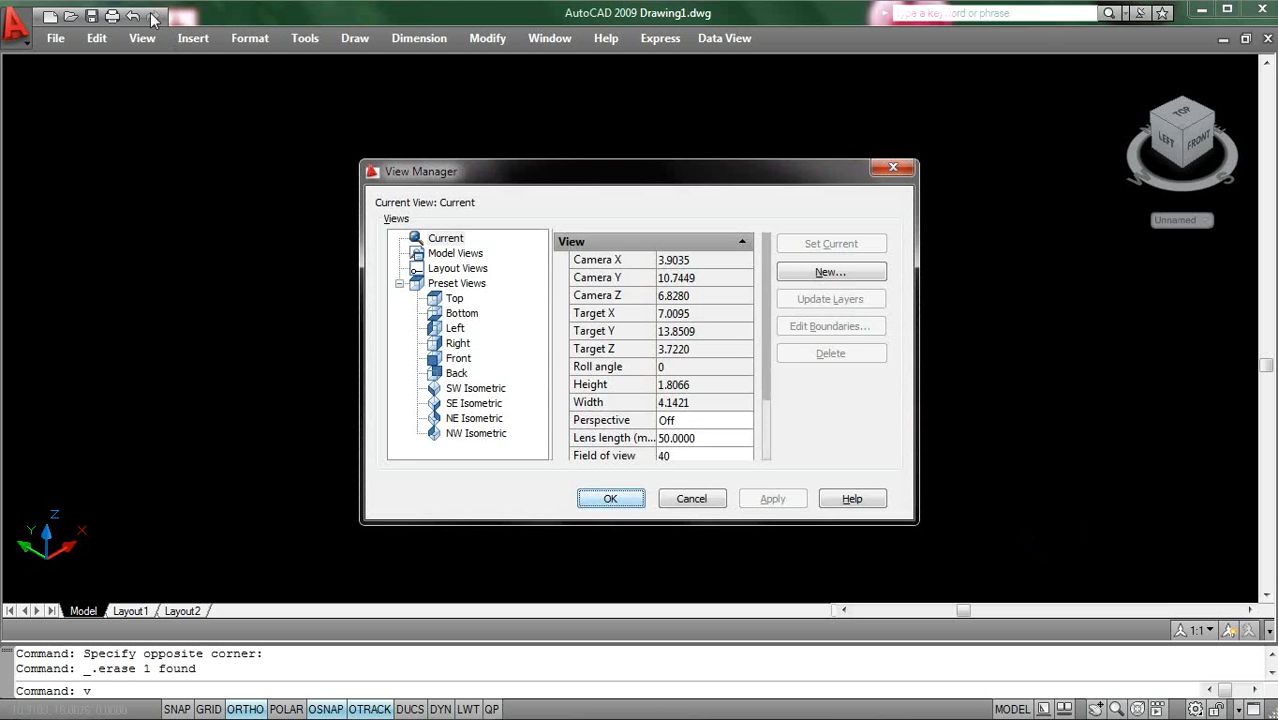 AutoCAD 2009 Drawing1.dwg
Type a keyword or phrase
File Edit View Insert Format Tools Draw Dimension Modify Window Help Express Data View
TOP
LEFT FRONT
W S
Unnamed
View Manager
Current View: Current
Views
Current
Model Views
Layout Views
Preset Views
Top
Bottom
Left
Right
Front
Back
SW Isometric
SE Isometric
NE Isometric
NW Isometric
View
Camera X 3.9035
Camera Y 10.7449
Camera Z 6.8280
Target X 7.0095
Target Y 13.8509
Target Z 3.7220
Roll angle 0
Height 1.8066
Width 4.1421
Perspective Off
Lens length (m... 50.0000
Field of view 40
Set Current
New...
Update Layers
Edit Boundaries...
Delete
OK Cancel Apply Help
Z
Y X
Model Layout1 Layout2
1:1
Command: Specify opposite corner:
Command: _.erase 1 found
Command: v
SNAP GRID ORTHO POLAR OSNAP OTRACK DUCS DYN LWT QP MODEL